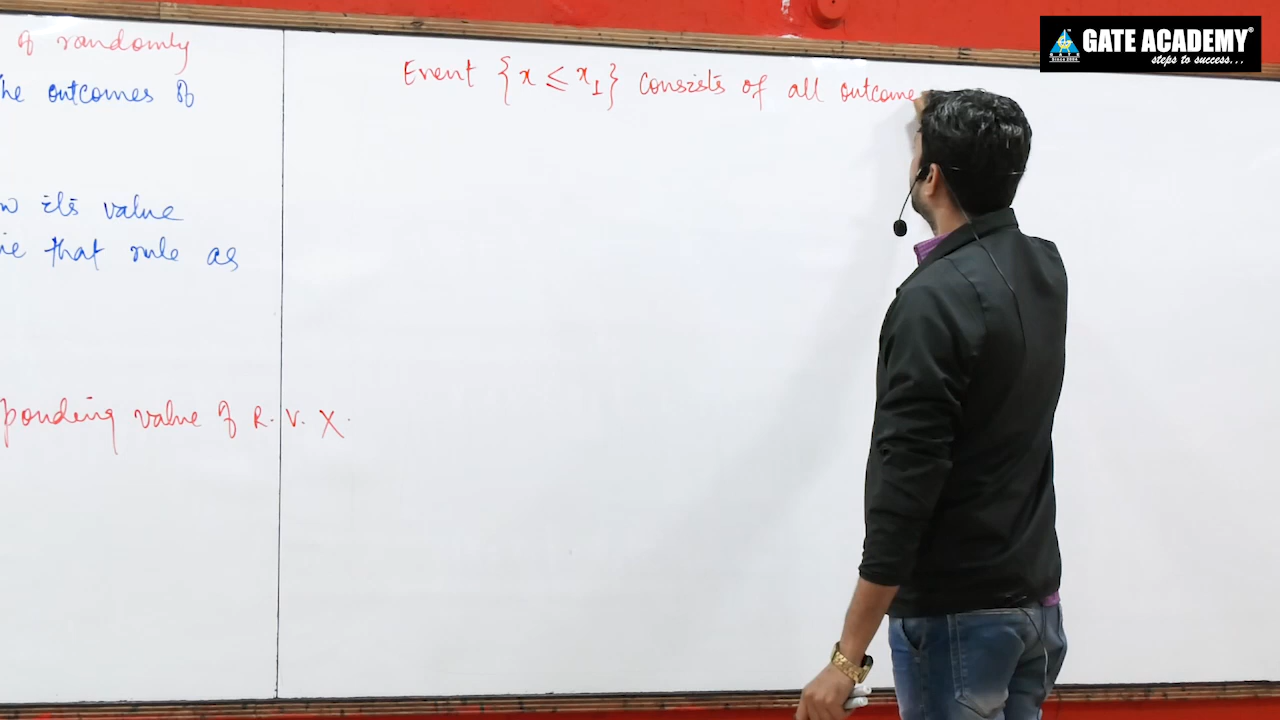 of randomly
he outcomes of
w its value
ie that rule as
ponding value of R.V. X.
Event {x ≤ x1} consists of all outcome
GATE ACADEMY®
steps to success...